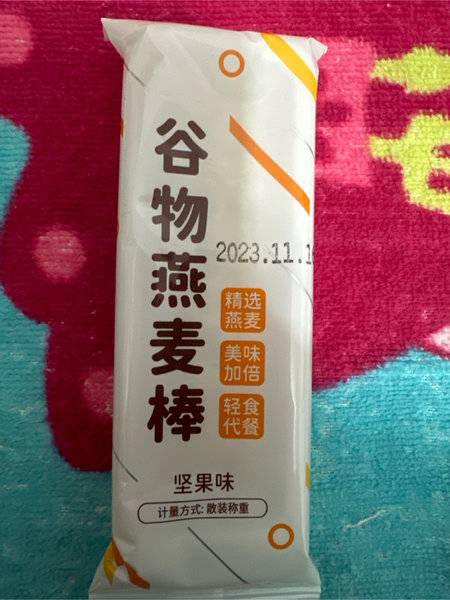 谷物燕麦棒
2023.11.1
精选
燕麦
美味
加倍
轻食
代餐
坚果味
计量方式:散装称重